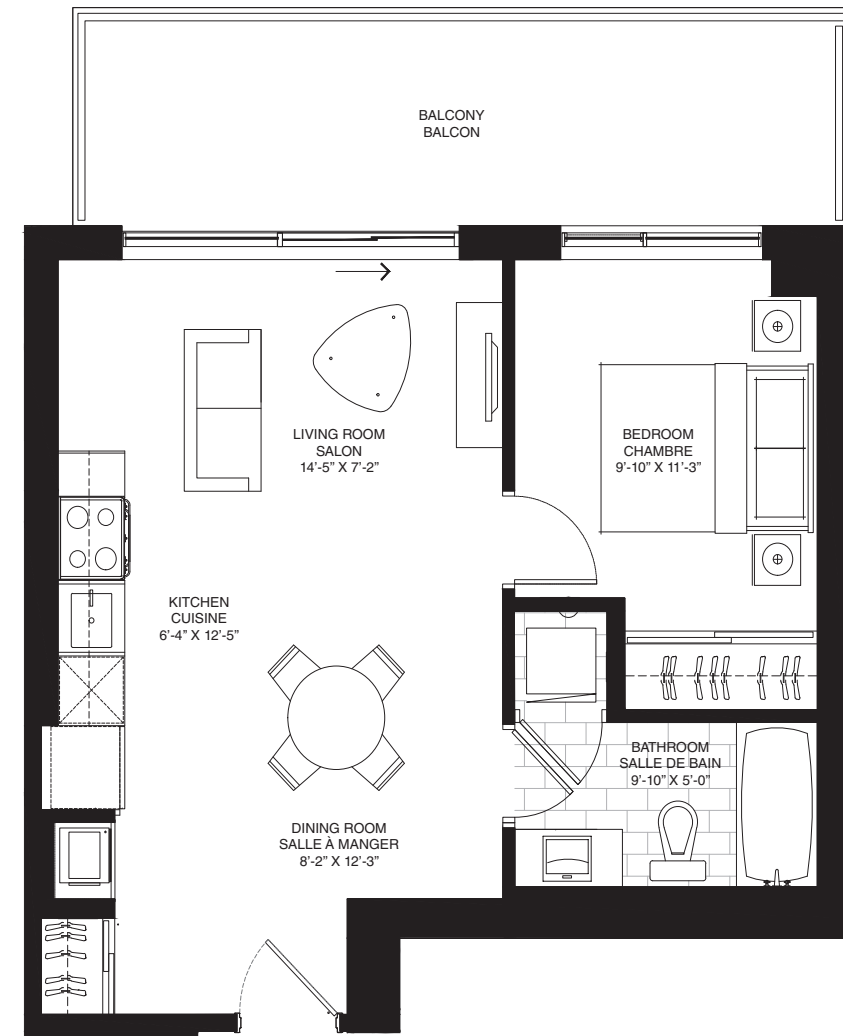 BALCONY
BALCON
LIVING ROOM
SALON
14'-5" X 7'-2"
BEDROOM
CHAMBRE
9'-10" X 11'-3"
KITCHEN
CUISINE
6'-4" X 12'-5"
BATHROOM
SALLE DE BAIN
9'-10" X 5'-0"
DINING ROOM
SALLE À MANGER
8'-2" X 12'-3"